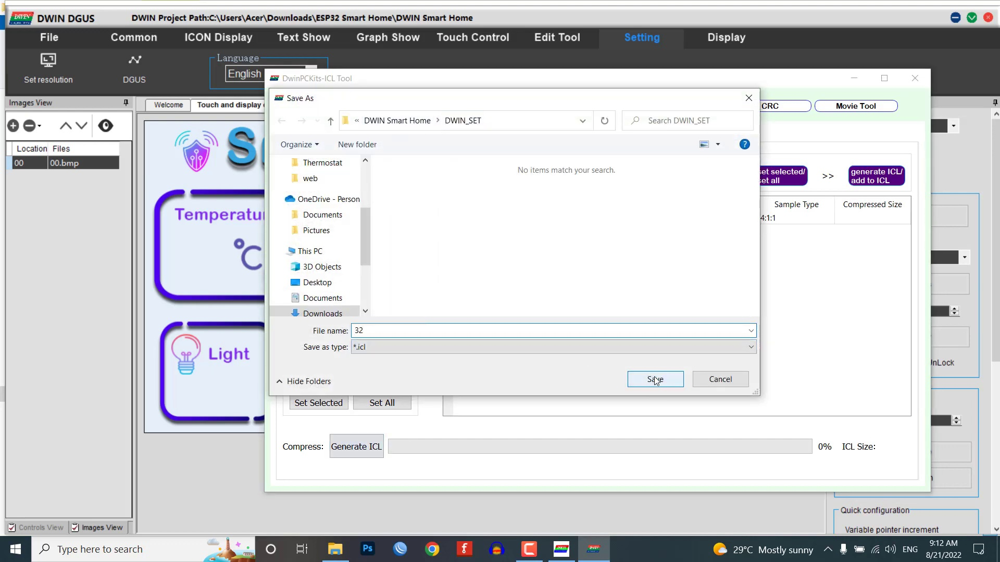 DWIN DGUS
DWIN Project Path:C:\Users\Acer\Downloads\ESP32 Smart Home\DWIN Smart Home
File Common ICON Display Text Show Graph Show Touch Control Edit Tool Setting Display
Set resolution
DGUS
Language
English
DwinPCKits-ICL Tool
Images View
Welcome
Touch and display
Save As
CRC
Movie Tool
« DWIN Smart Home › DWIN_SET
Search DWIN_SET
Organize
New folder
Location Files
00 00.bmp
Thermostat
web
OneDrive - Person
Documents
Pictures
This PC
3D Objects
Desktop
Documents
Downloads
No items match your search.
set selected/
set all
>>
generate ICL/
add to ICL
Sample Type
Compressed Size
4:1:1
Temperatu
°C
Light
File name: 32
Save as type: *.icl
Hide Folders
Save
Cancel
UnLock
Set Selected
Set All
Compress: Generate ICL
0%
ICL Size:
Quick configuration
Variable pointer increment
Controls View
Images View
Type here to search
Ps
29°C Mostly sunny
ENG
9:12 AM
8/21/2022